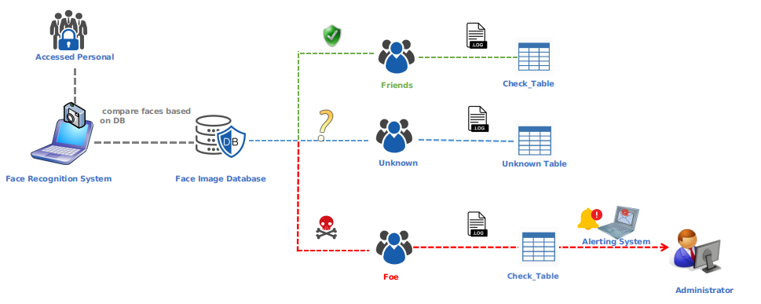 Accessed Personal
compare faces based
on DB
Face Recognition System
DB
Face Image Database
.LOG
Friends
Check_Table
.LOG
Unknown
Unknown Table
.LOG
Foe
Check_Table
Alerting System
Administrator